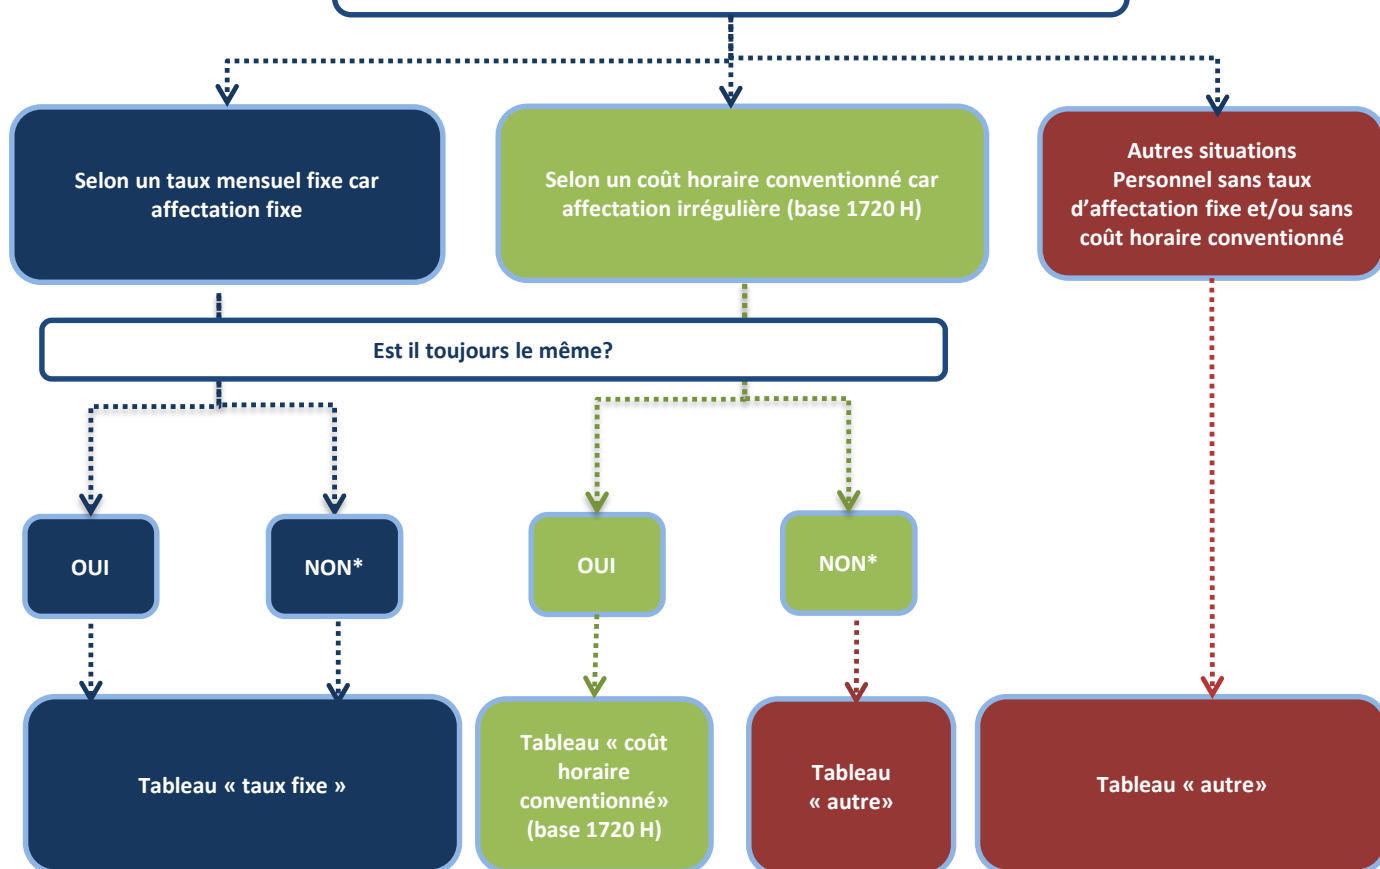 Selon un taux mensuel fixe car
affectation fixe
Selon un coût horaire conventionné car
affectation irrégulière (base 1720 H)
Autres situations
Personnel sans taux
d’affectation fixe et/ou sans
coût horaire conventionné
Est il toujours le même?
OUI
NON*
OUI
NON*
Tableau « taux fixe »
Tableau « coût
horaire
conventionné»
(base 1720 H)
Tableau
« autre»
Tableau « autre»